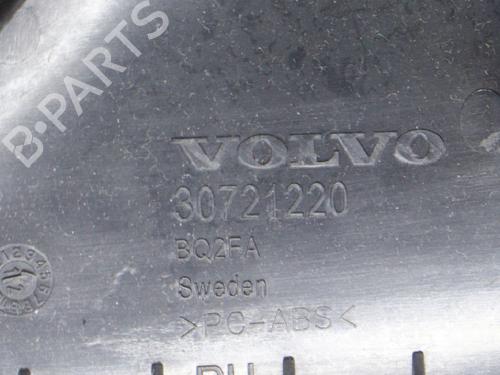 B-PARTS
VOLVO
30721220
BQ2FA
Sweden
>PC-ABS<